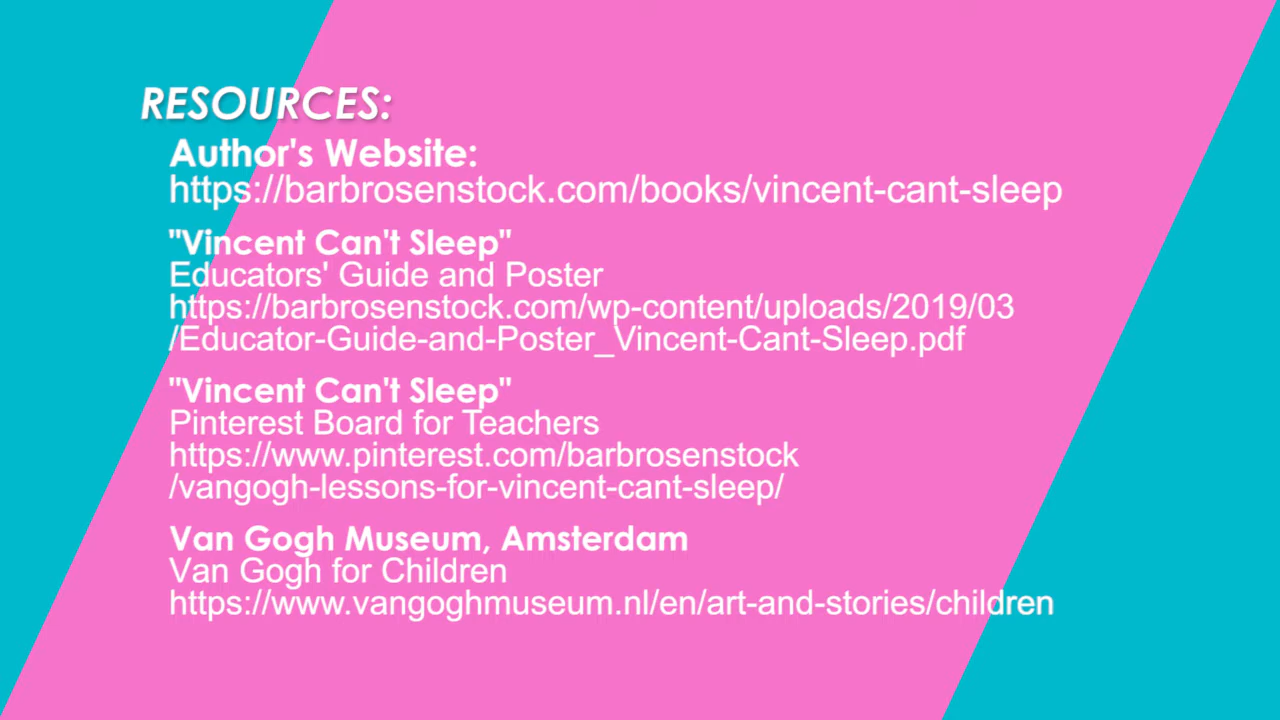 RESOURCES:
Author's Website:
https://barbrosenstock.com/books/vincent-cant-sleep
"Vincent Can't Sleep"
Educators' Guide and Poster
https://barbrosenstock.com/wp-content/uploads/2019/03
/Educator-Guide-and-Poster_Vincent-Cant-Sleep.pdf
"Vincent Can't Sleep"
Pinterest Board for Teachers
https://www.pinterest.com/barbrosenstock
/vangogh-lessons-for-vincent-cant-sleep/
Van Gogh Museum, Amsterdam
Van Gogh for Children
https://www.vangoghmuseum.nl/en/art-and-stories/children